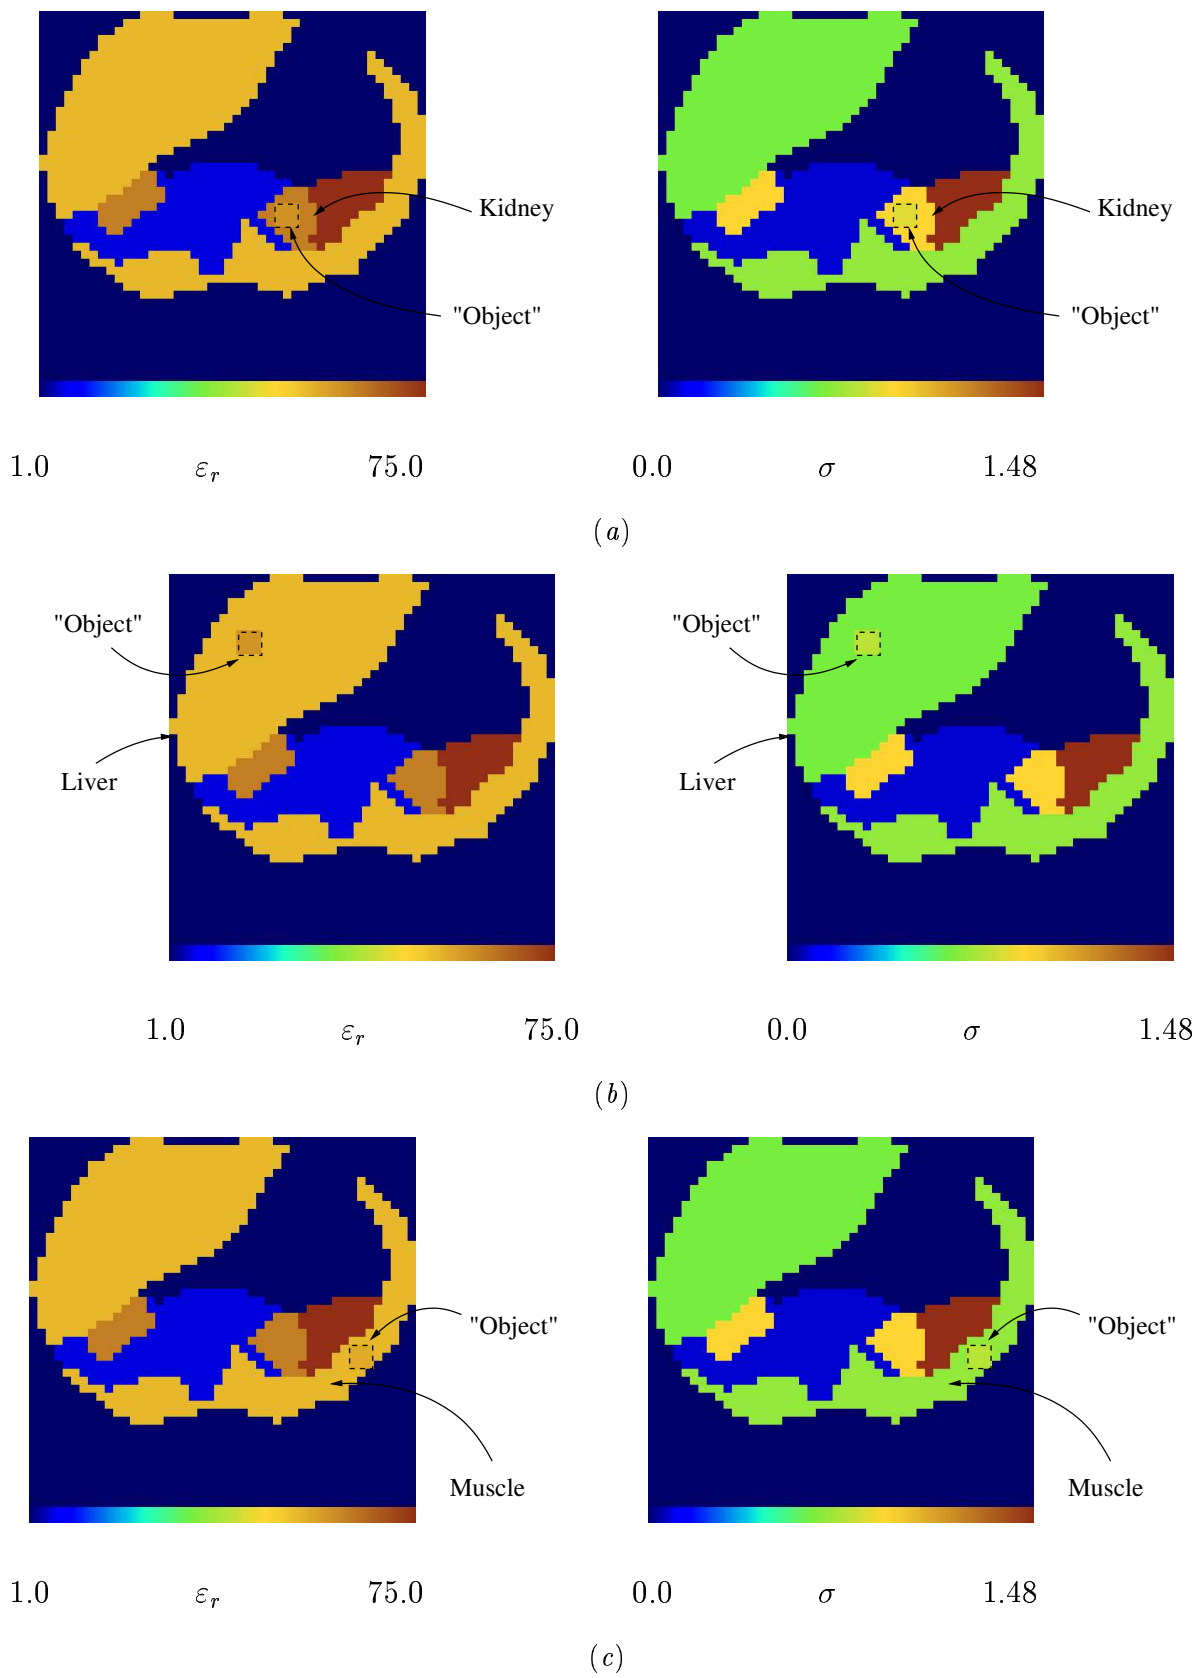 Kidney
Kidney
"Object"
"Object"
1.0 εr 75.0
0.0 σ 1.48
(a)
"Object"
"Object"
Liver
Liver
1.0 εr 75.0
0.0 σ 1.48
(b)
"Object"
"Object"
Muscle
Muscle
1.0 εr 75.0
0.0 σ 1.48
(c)